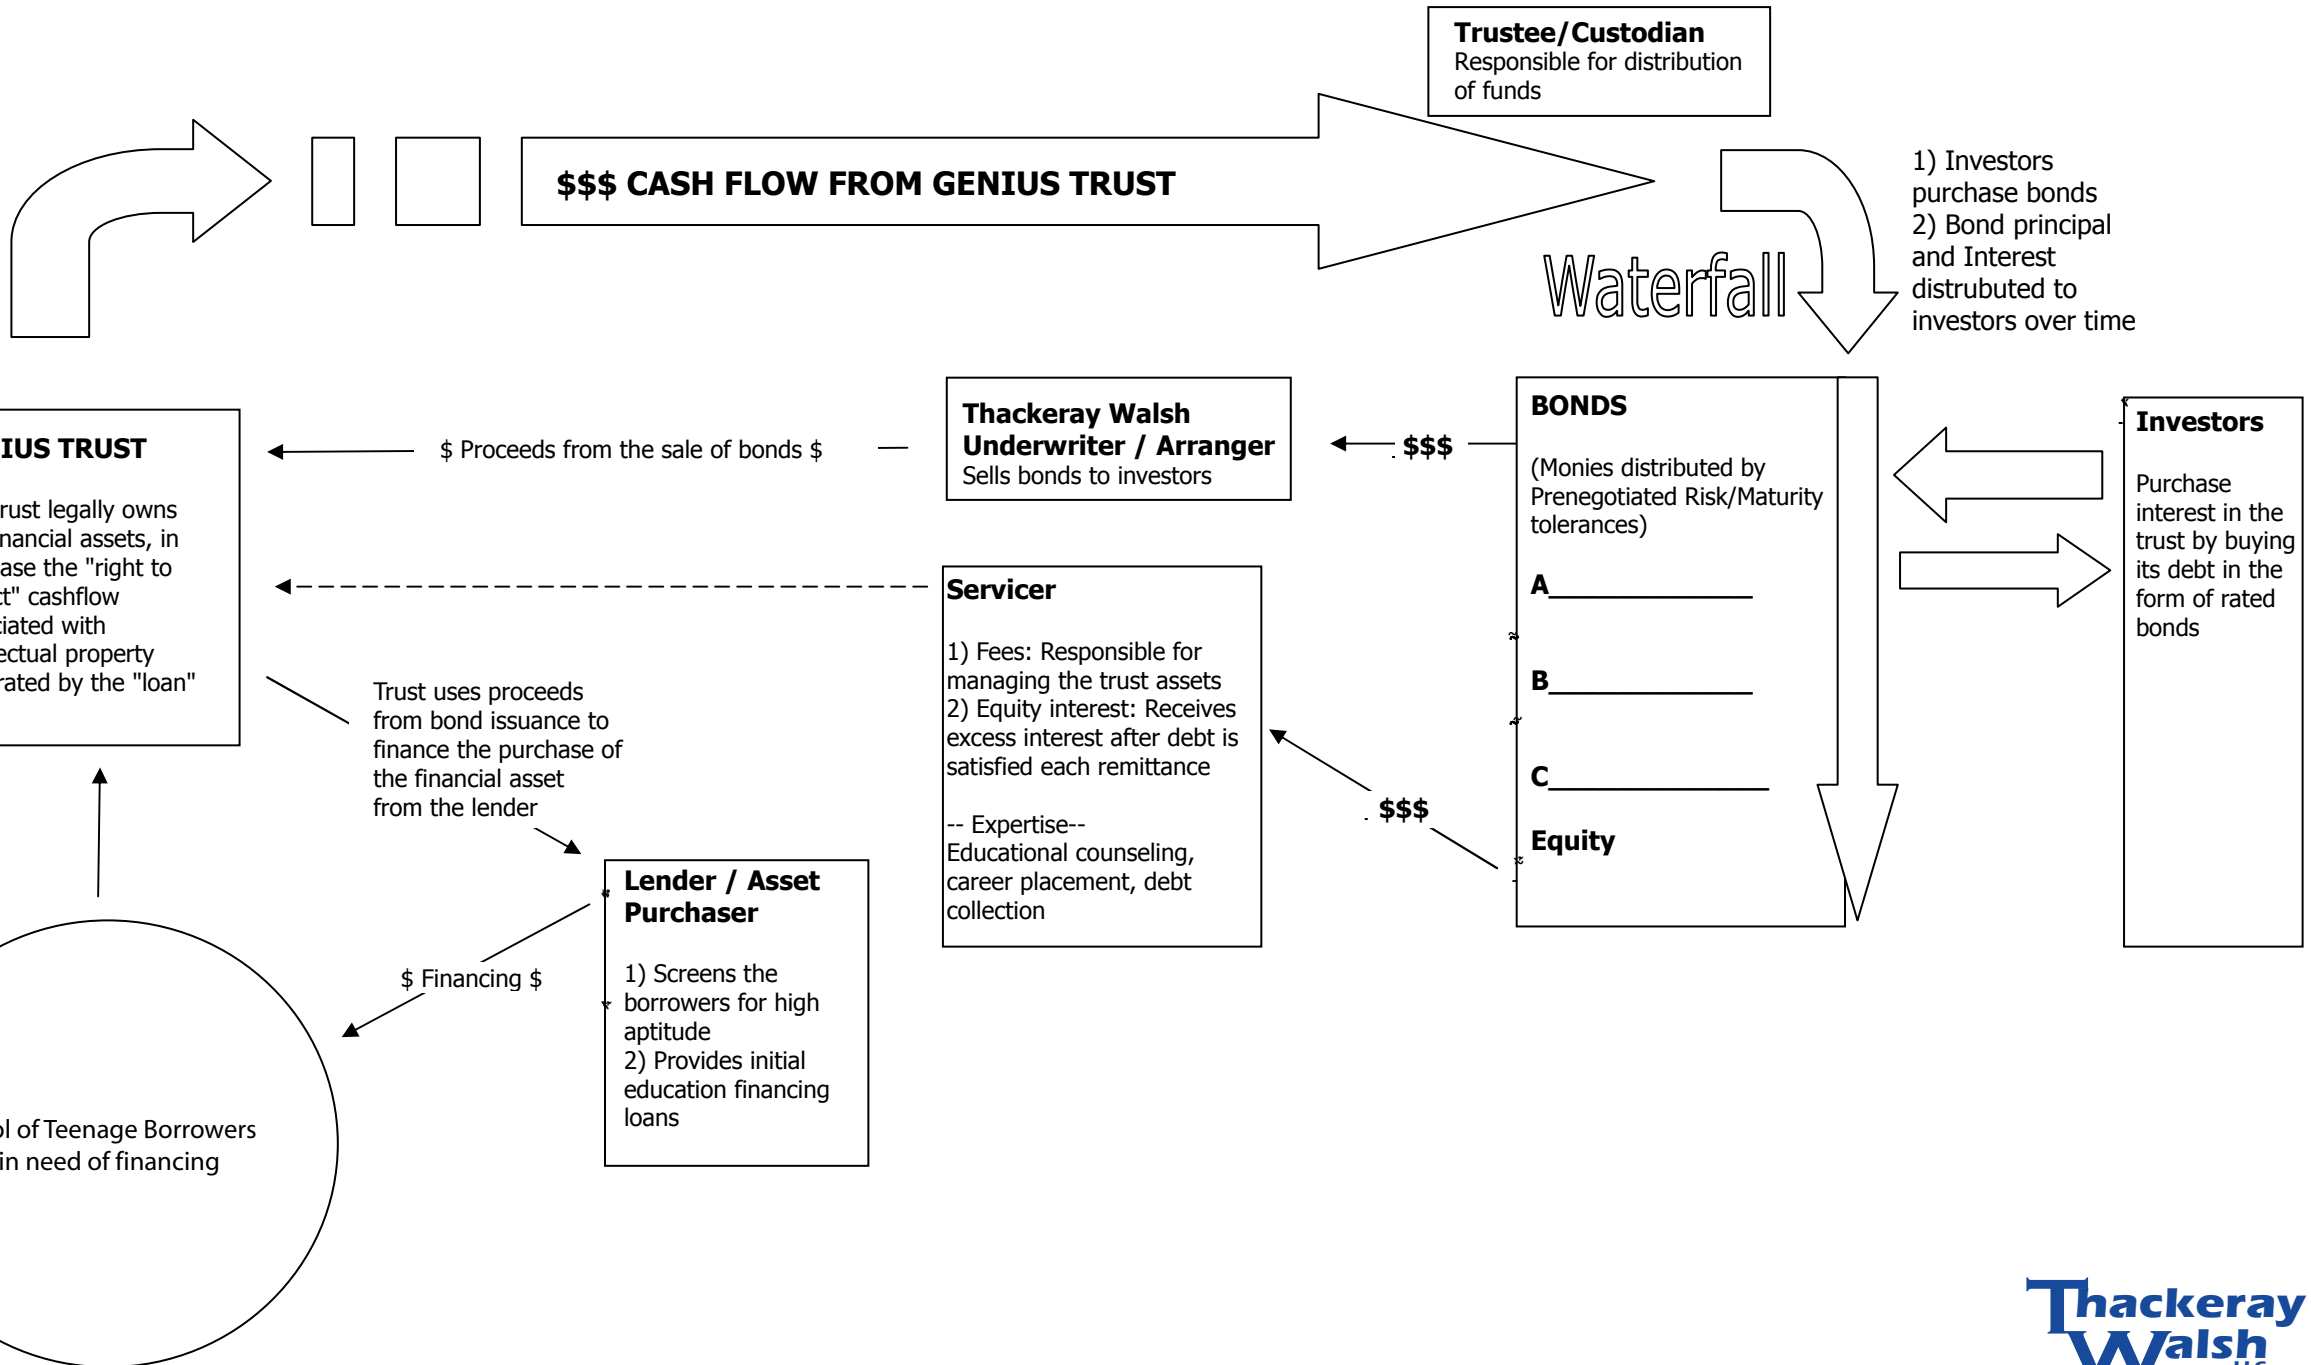 Trustee/Custodian
Responsible for distribution
of funds
$$$ CASH FLOW FROM GENIUS TRUST
Waterfall
1) Investors
purchase bonds
2) Bond principal
and Interest
distrubuted to
investors over time
IUS TRUST
rust legally owns
nancial assets, in
ase the "right to
ct" cashflow
ciated with
ectual property
rated by the "loan"
$ Proceeds from the sale of bonds $
Thackeray Walsh
Underwriter / Arranger
Sells bonds to investors
$$$
BONDS
(Monies distributed by
Prenegotiated Risk/Maturity
tolerances)
A_______________
B_______________
C________________
Equity
Investors
Purchase
interest in the
trust by buying
its debt in the
form of rated
bonds
Servicer
1) Fees: Responsible for
managing the trust assets
2) Equity interest: Receives
excess interest after debt is
satisfied each remittance
-- Expertise--
Educational counseling,
career placement, debt
collection
$$$
Trust uses proceeds
from bond issuance to
finance the purchase of
the financial asset
from the lender
Lender / Asset
Purchaser
1) Screens the
borrowers for high
aptitude
2) Provides initial
education financing
loans
$ Financing $
ol of Teenage Borrowers
in need of financing
Thackeray
Walsh